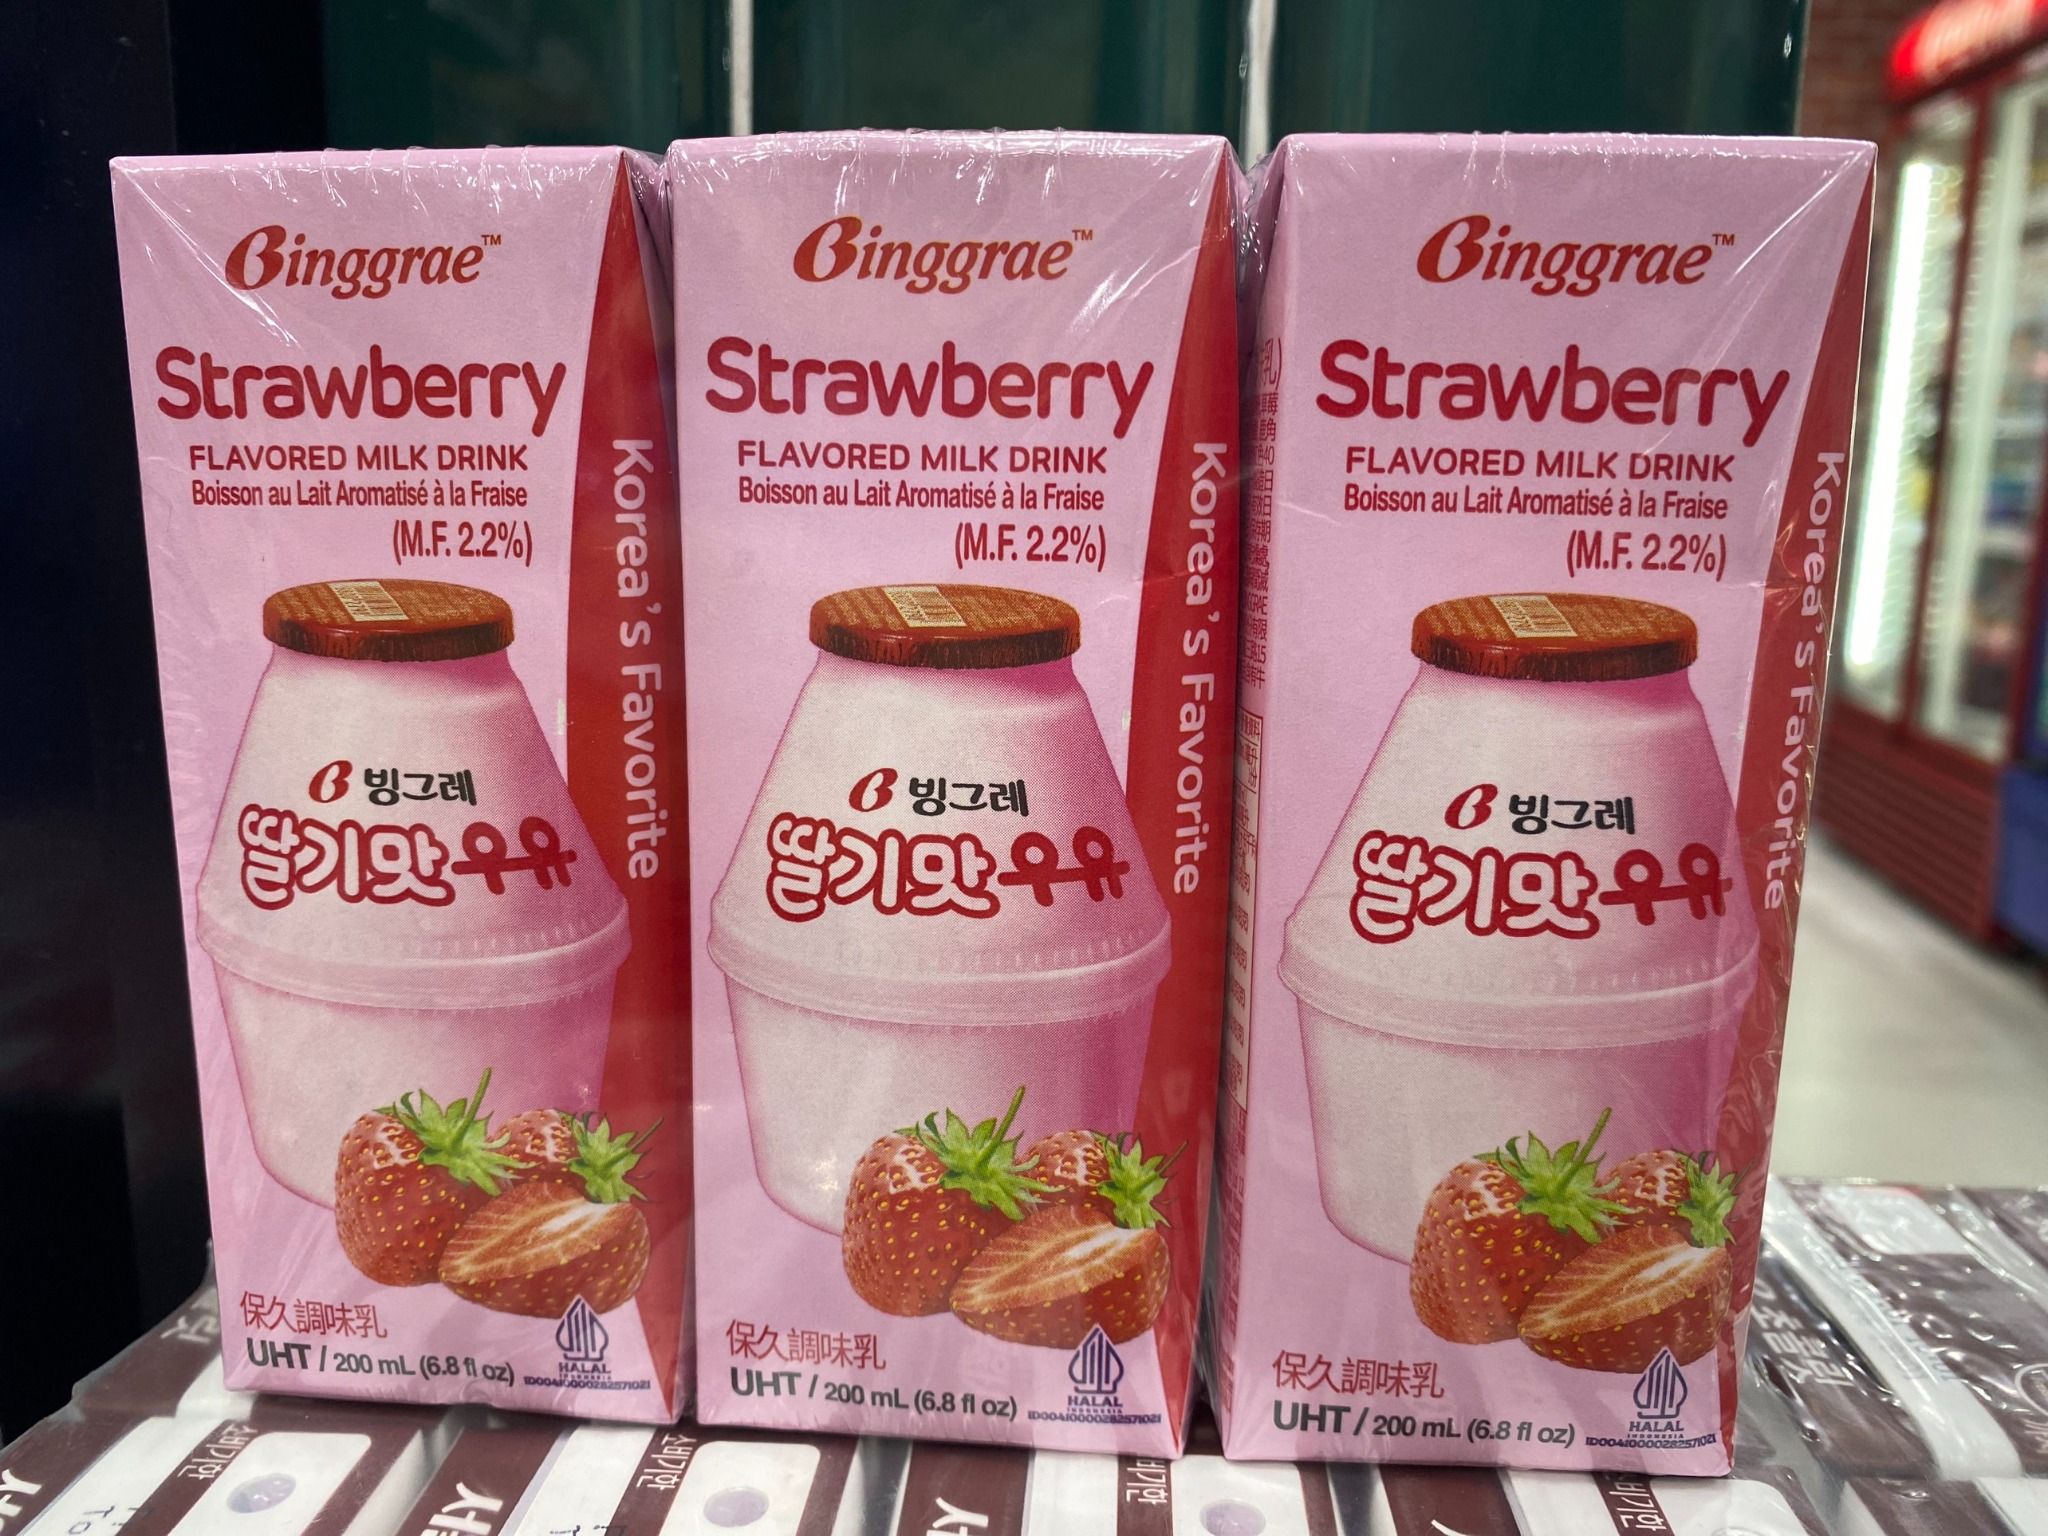 Binggrae™
Strawberry
FLAVORED MILK DRINK
Boisson au Lait Aromatisé à la Fraise
(M.F. 2.2%)
Korea's Favorite
빙그레
딸기맛우유
保久調味乳
UHT / 200 mL (6.8 fl oz)
HALAL
INDONESIA
ID00410000282571021
Binggrae™
Strawberry
FLAVORED MILK DRINK
Boisson au Lait Aromatisé à la Fraise
(M.F. 2.2%)
Korea's Favorite
빙그레
딸기맛우유
保久調味乳
UHT / 200 mL (6.8 fl oz)
HALAL
INDONESIA
ID00410000282571021
Binggrae™
Strawberry
FLAVORED MILK DRINK
Boisson au Lait Aromatisé à la Fraise
(M.F. 2.2%)
Korea's Favorite
빙그레
딸기맛우유
保久調味乳
UHT / 200 mL (6.8 fl oz)
HALAL
INDONESIA
ID00410000282571021